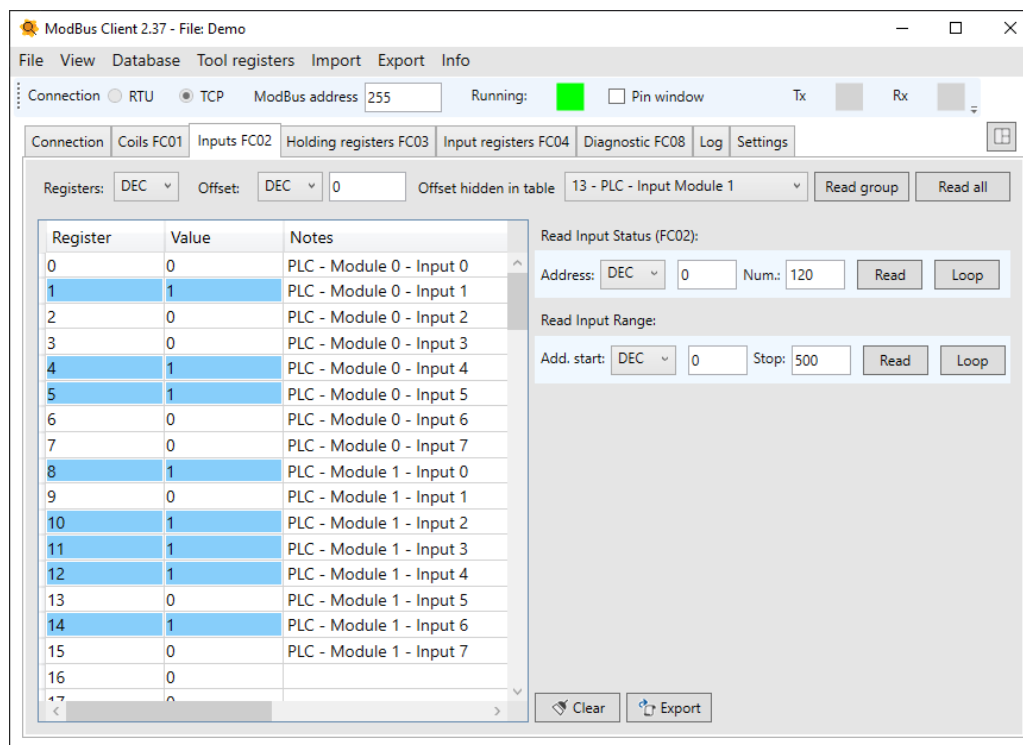 ModBus Client 2.37 - File: Demo
File View Database Tool registers Import Export Info
Connection RTU TCP ModBus address 255 Running: Pin window Tx Rx
Connection Coils FC01 Inputs FC02 Holding registers FC03 Input registers FC04 Diagnostic FC08 Log Settings
Registers: DEC Offset: DEC 0 Offset hidden in table 13 - PLC - Input Module 1 Read group Read all
Register Value Notes
0 0 PLC - Module 0 - Input 0
1 1 PLC - Module 0 - Input 1
2 0 PLC - Module 0 - Input 2
3 0 PLC - Module 0 - Input 3
4 1 PLC - Module 0 - Input 4
5 1 PLC - Module 0 - Input 5
6 0 PLC - Module 0 - Input 6
7 0 PLC - Module 0 - Input 7
8 1 PLC - Module 1 - Input 0
9 0 PLC - Module 1 - Input 1
10 1 PLC - Module 1 - Input 2
11 1 PLC - Module 1 - Input 3
12 1 PLC - Module 1 - Input 4
13 0 PLC - Module 1 - Input 5
14 1 PLC - Module 1 - Input 6
15 0 PLC - Module 1 - Input 7
16 0
17 0
Read Input Status (FC02):
Address: DEC 0 Num.: 120 Read Loop
Read Input Range:
Add. start: DEC 0 Stop: 500 Read Loop
Clear Export